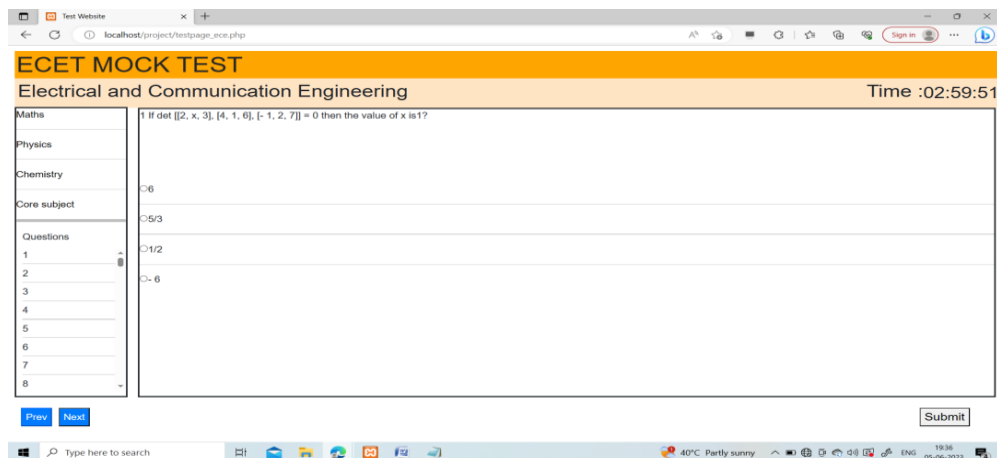 Test Website
localhost/project/testpage_ece.php
Sign in
ECET MOCK TEST
Electrical and Communication Engineering
Time :02:59:51
Maths
Physics
Chemistry
Core subject
Questions
1
2
3
4
5
6
7
8
1 If det [[2, x, 3], [4, 1, 6], [- 1, 2, 7]] = 0 then the value of x is1?
6
5/3
1/2
- 6
Prev
Next
Submit
Type here to search
40°C Partly sunny
ENG
19:36
05-06-2023